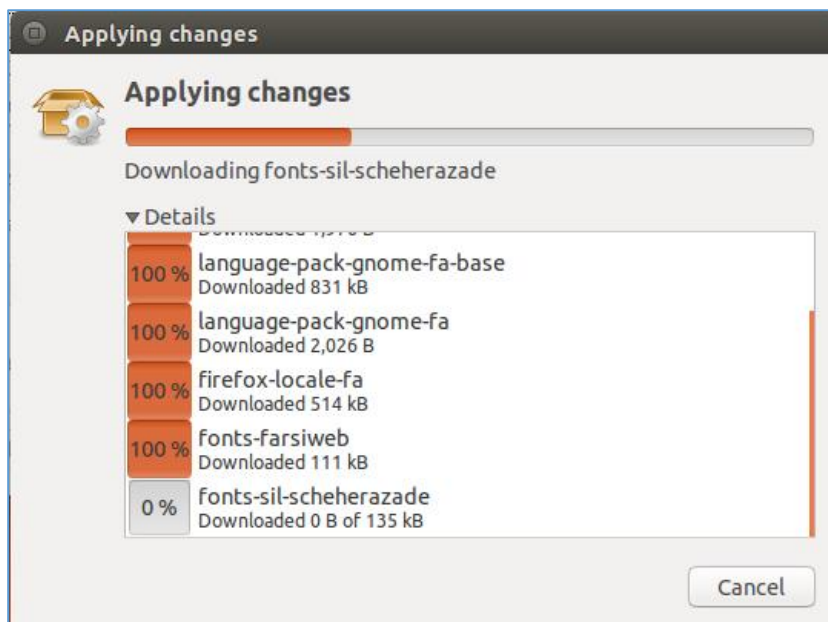 Applying changes
Applying changes
Downloading fonts-sil-scheherazade
Details
language-pack-gnome-fa-base
100 %
Downloaded 831 kB
language-pack-gnome-fa
100 %
Downloaded 2,026 B
firefox-locale-fa
100 %
Downloaded 514 kB
fonts-farsiweb
100 %
Downloaded 111 kB
fonts-sil-scheherazade
0 %
Downloaded 0 B of 135 kB
Cancel